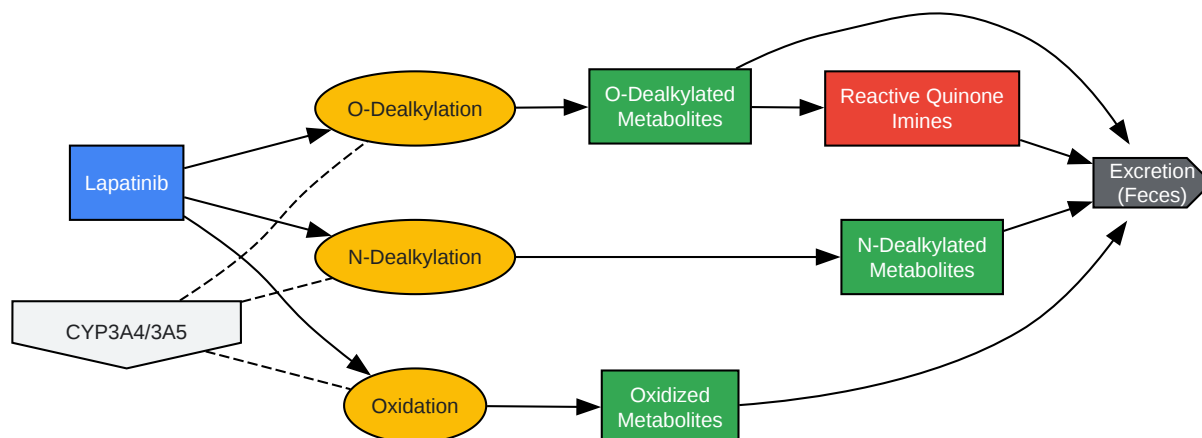 Lapatinib
CYP3A4/3A5
O-Dealkylation
N-Dealkylation
Oxidation
O-Dealkylated
Metabolites
Oxidized
Metabolites
Reactive Quinone
Imines
N-Dealkylated
Metabolites
Excretion
(Feces)